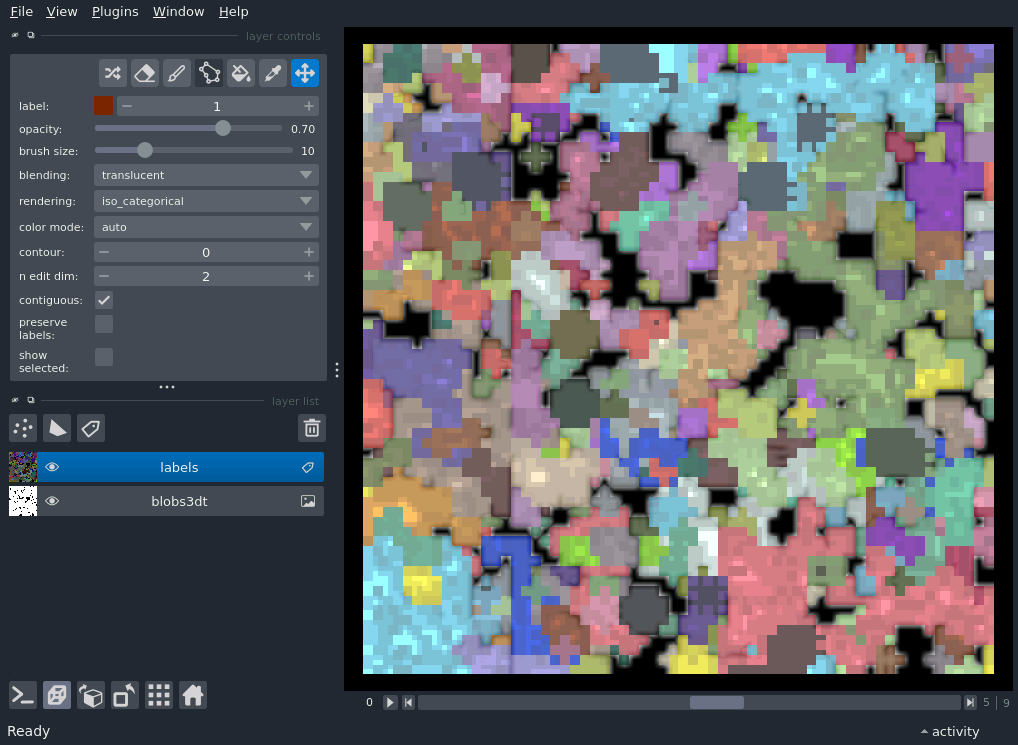 File View Plugins Window Help
layer controls
label: 1
opacity: 0.70
brush size: 10
blending: translucent
rendering: iso_categorical
color mode: auto
contour: 0
n edit dim: 2
contiguous:
preserve
labels:
show
selected:
layer list
labels
blobs3dt
0 5 9
Ready activity